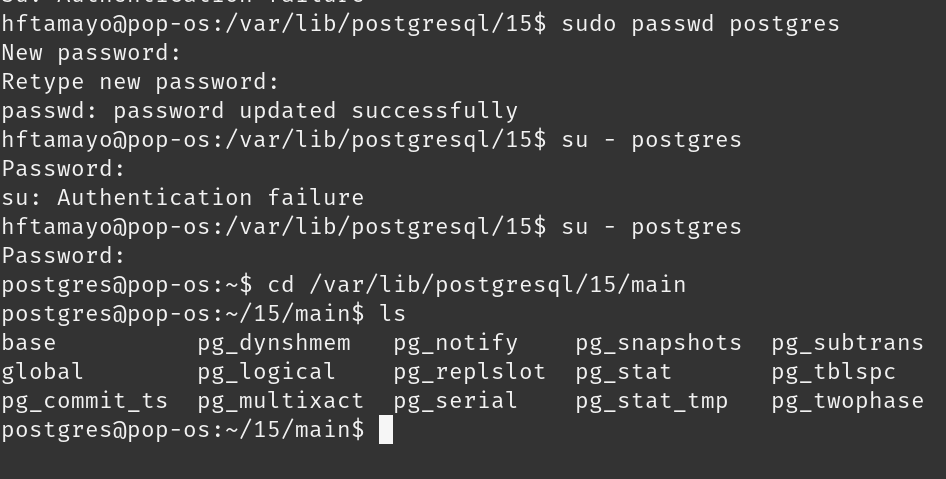 su: Authentication failure
hftamayo@pop-os:/var/lib/postgresql/15$ sudo passwd postgres
New password:
Retype new password:
passwd: password updated successfully
hftamayo@pop-os:/var/lib/postgresql/15$ su - postgres
Password:
su: Authentication failure
hftamayo@pop-os:/var/lib/postgresql/15$ su - postgres
Password:
postgres@pop-os:~$ cd /var/lib/postgresql/15/main
postgres@pop-os:~/15/main$ ls
base          pg_dynshmem   pg_notify    pg_snapshots  pg_subtrans
global        pg_logical    pg_replslot  pg_stat       pg_tblspc
pg_commit_ts  pg_multixact  pg_serial    pg_stat_tmp   pg_twophase
postgres@pop-os:~/15/main$